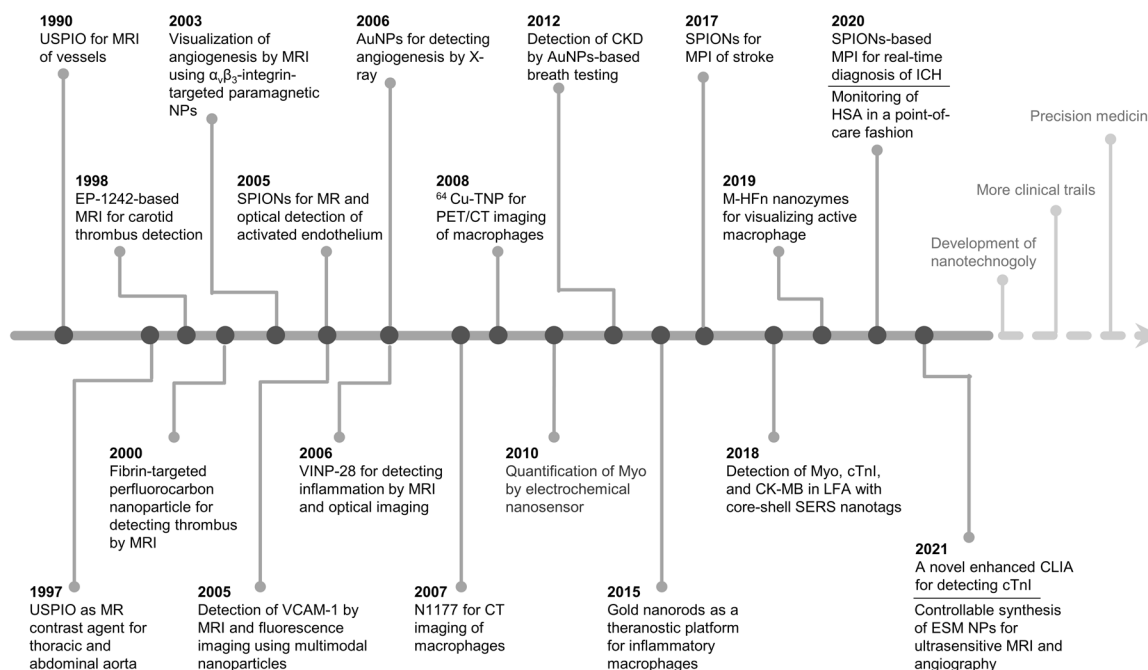 1990
USPIO for MRI
of vessels
2003
Visualization of
angiogenesis by MRI
using αvβ3-integrin-
targeted paramagnetic
NPs
2006
AuNPs for detecting
angiogenesis by X-
ray
2012
Detection of CKD
by AuNPs-based
breath testing
2017
SPIONs for
MPI of stroke
2020
SPIONs-based
MPI for real-time
diagnosis of ICH
Monitoring of
HSA in a point-of-
care fashion
Precision medicin
1998
EP-1242-based
MRI for carotid
thrombus detection
2005
SPIONs for MR and
optical detection of
activated endothelium
2008
64 Cu-TNP for
PET/CT imaging
of macrophages
2019
M-HFn nanozymes
for visualizing active
macrophage
More clinical trails
Development of
nanotechnogoly
2000
Fibrin-targeted
perfluorocarbon
nanoparticle for
detecting thrombus
by MRI
2006
VINP-28 for detecting
inflammation by MRI
and optical imaging
2010
Quantification of Myo
by electrochemical
nanosensor
2018
Detection of Myo, cTnI,
and CK-MB in LFA with
core-shell SERS nanotags
1997
USPIO as MR
contrast agent for
thoracic and
abdominal aorta
2005
Detection of VCAM-1 by
MRI and fluorescence
imaging using multimodal
nanoparticles
2007
N1177 for CT
imaging of
macrophages
2015
Gold nanorods as a
theranostic platform
for inflammatory
macrophages
2021
A novel enhanced CLIA
for detecting cTnI
Controllable synthesis
of ESM NPs for
ultrasensitive MRI and
angiography